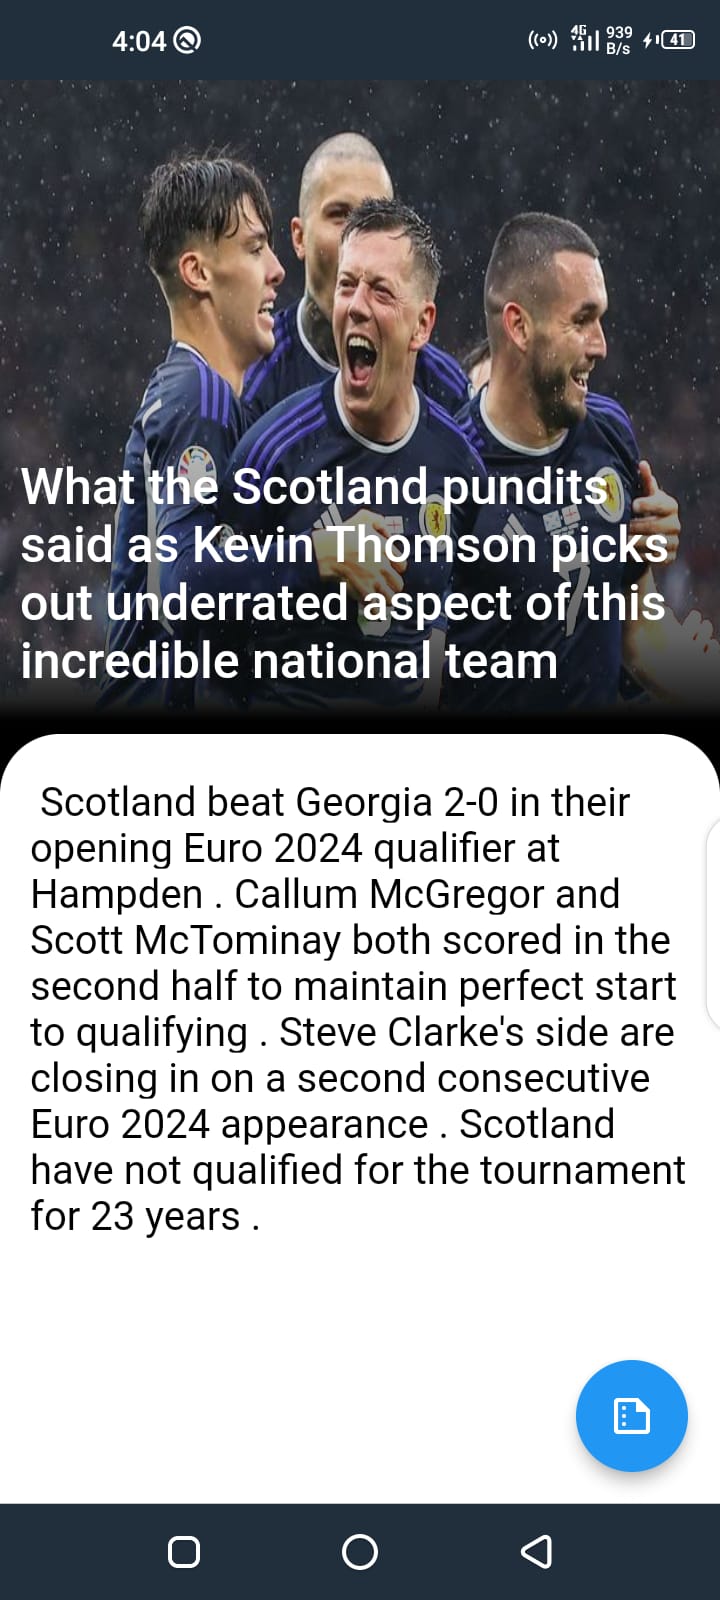 4:04
4G
939
B/s
41
What the Scotland pundits
said as Kevin Thomson picks
out underrated aspect of this
incredible national team
Scotland beat Georgia 2-0 in their
opening Euro 2024 qualifier at
Hampden . Callum McGregor and
Scott McTominay both scored in the
second half to maintain perfect start
to qualifying . Steve Clarke's side are
closing in on a second consecutive
Euro 2024 appearance . Scotland
have not qualified for the tournament
for 23 years .